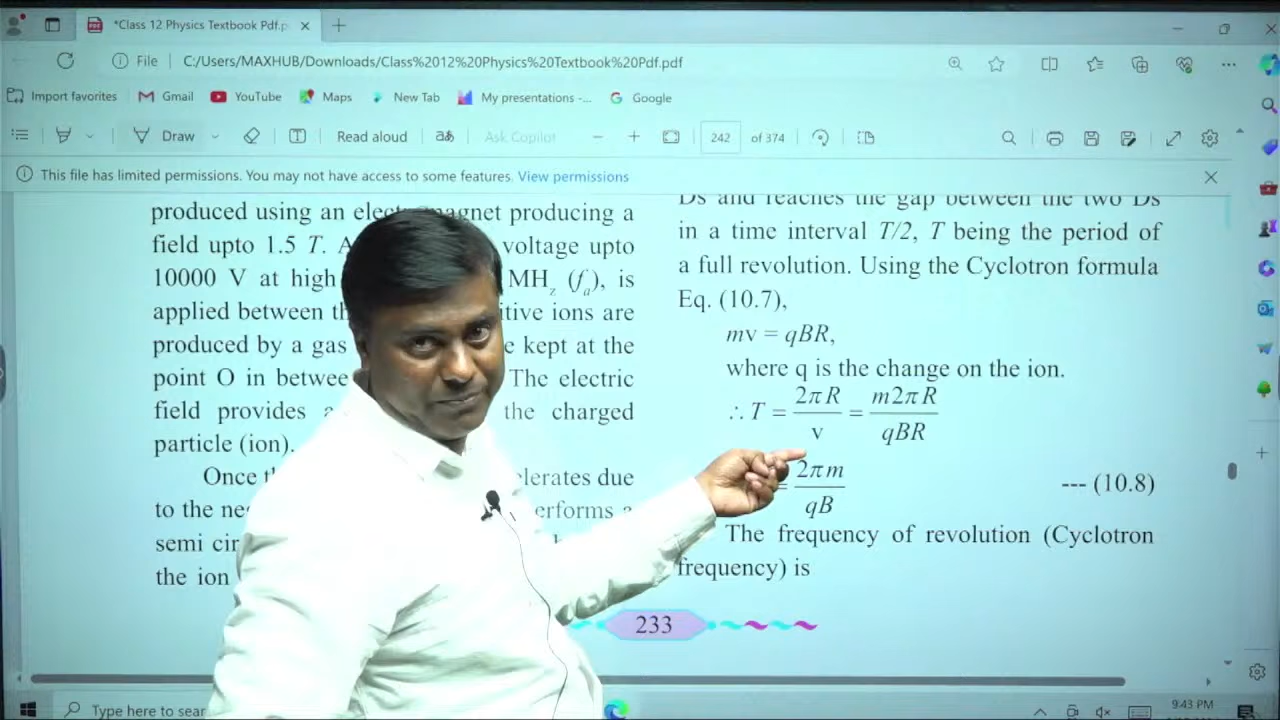 *Class 12 Physics Textbook Pdf.p
File
C:/Users/MAXHUB/Downloads/Class%2012%20Physics%20Textbook%20Pdf.pdf
Import favorites
Gmail
YouTube
Maps
New Tab
My presentations -...
Google
Draw
Read aloud
Ask Copilot
242
of 374
This file has limited permissions. You may not have access to some features. View permissions
produced using an elect magnet producing a
field upto 1.5 T. A voltage upto
10000 V at high MHz (fa), is
applied between th itive ions are
produced by a gas e kept at the
point O in betwee The electric
field provides a the charged
particle (ion).
Once t elerates due
to the ne erforms a
semi cir
the ion
Ds and reaches the gap between the two Ds
in a time interval T/2, T being the period of
a full revolution. Using the Cyclotron formula
Eq. (10.7),
mv = qBR,
where q is the change on the ion.
∴ T = 2πR/v = m2πR/qBR
= 2πm/qB --- (10.8)
The frequency of revolution (Cyclotron
frequency) is
233
Type here to sear
9:43 PM